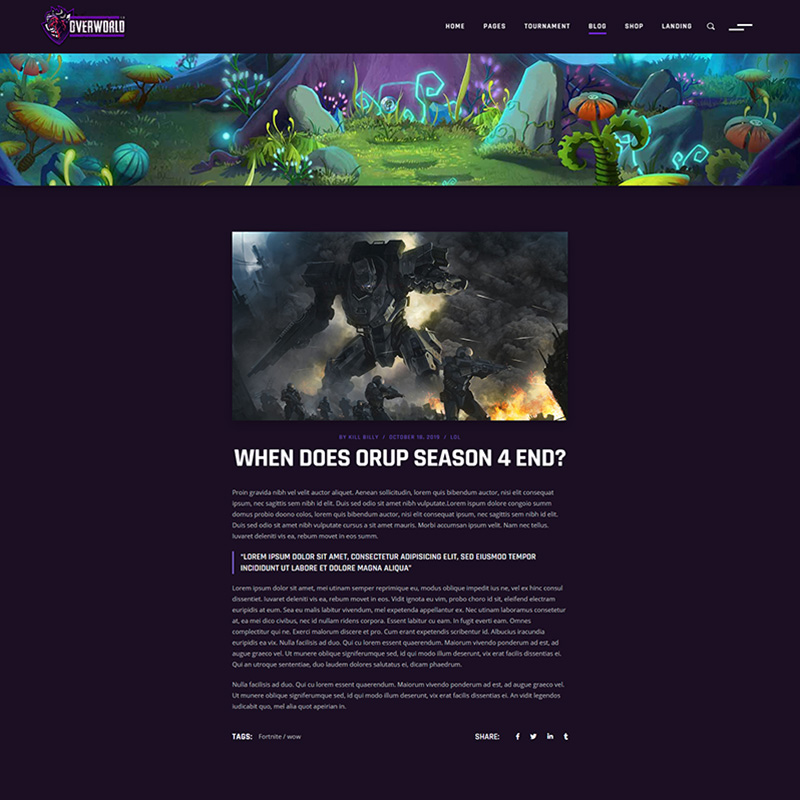 OVERWORLD
HOME PAGES TOURNAMENT BLOG SHOP LANDING
BY KILL BILLY / OCTOBER 18, 2019 / LOL
WHEN DOES ORUP SEASON 4 END?
Proin gravida nibh vel velit auctor aliquet. Aenean sollicitudin, lorem quis bibendum auctor, nisi elit consequat
ipsum, nec sagittis sem nibh id elit. Duis sed odio sit amet nibh vulputate.Lorem ispum dolore congoio summ
domus probio doono colos, lorem quis bibendum auctor, nisi elit consequat ipsum, nec sagittis sem nibh id elit.
Duis sed odio sit amet nibh vulputate cursus a sit amet mauris. Morbi accumsan ipsum velit. Nam nec tellus.
Iuvaret deleniti vis ea, rebum movet in eos summ.
"LOREM IPSUM DOLOR SIT AMET, CONSECTETUR ADIPISICING ELIT, SED EIUSMOD TEMPOR
INCIDIDUNT UT LABORE ET DOLORE MAGNA ALIQUA"
Lorem ipsum dolor sit amet, mei utinam semper reprimique eu, modus oblique impedit ius ne, vel ex hinc consul
dissentiet. Iuvaret deleniti vis ea, rebum movet in eos. Vidit ignota eu vim, probo choro id sit, eleifend electram
euripidis at eum. Sea eu malis labitur vivendum, mel expetenda appellantur ex. Nec utinam laboramus consetetur
at, ea mei dico civibus, nec id nullam ridens corpora. Essent labitur cu eam. In fugit everti eam. Omnes
complectitur qui ne. Exerci malorum discere et pro. Cum erant expetendis scribentur id. Albucius iracundia
euripidis ea vix. Nulla facilisis ad duo. Qui cu lorem essent quaerendum. Maiorum vivendo ponderum ad est, ad
augue graeco vel. Ut munere oblique signiferumque sed, id qui modo illum deserunt, vix erat facilis dissentias ei.
Qui an utroque sententiae, duo laudem dolores salutatus ei, dicam phaedrum.
Nulla facilisis ad duo. Qui cu lorem essent quaerendum. Maiorum vivendo ponderum ad est, ad augue graeco vel.
Ut munere oblique signiferumque sed, id qui modo illum deserunt, vix erat facilis dissentias ei. An vidit legendos
iudicabit quo, mel alia quot apeirian in.
TAGS: Fortnite / wow
SHARE: